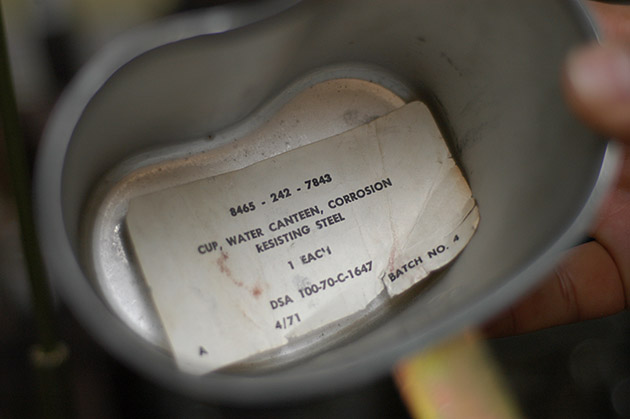 8465 - 242 - 7843
CUP, WATER CANTEEN, CORROSION
RESISTING STEEL
1 EACH
DSA 100-70-C-1647
4/71
BATCH NO. 4
A